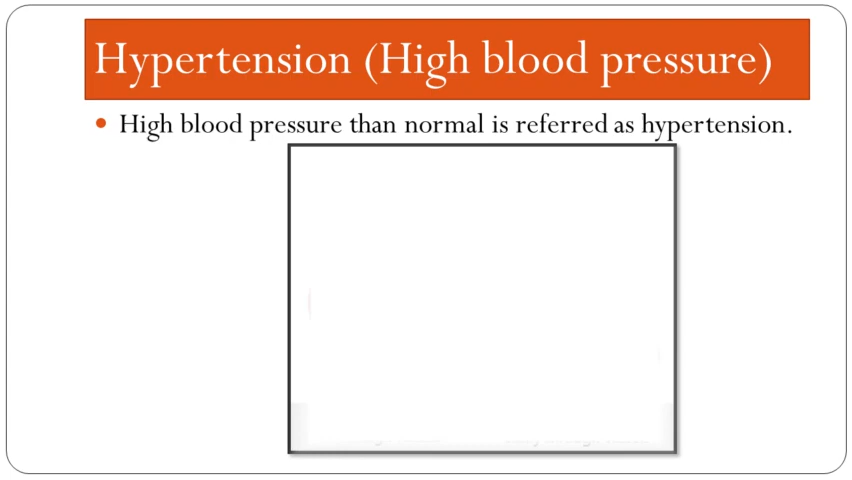 Hypertension (High blood pressure)
High blood pressure than normal is referred as hypertension.